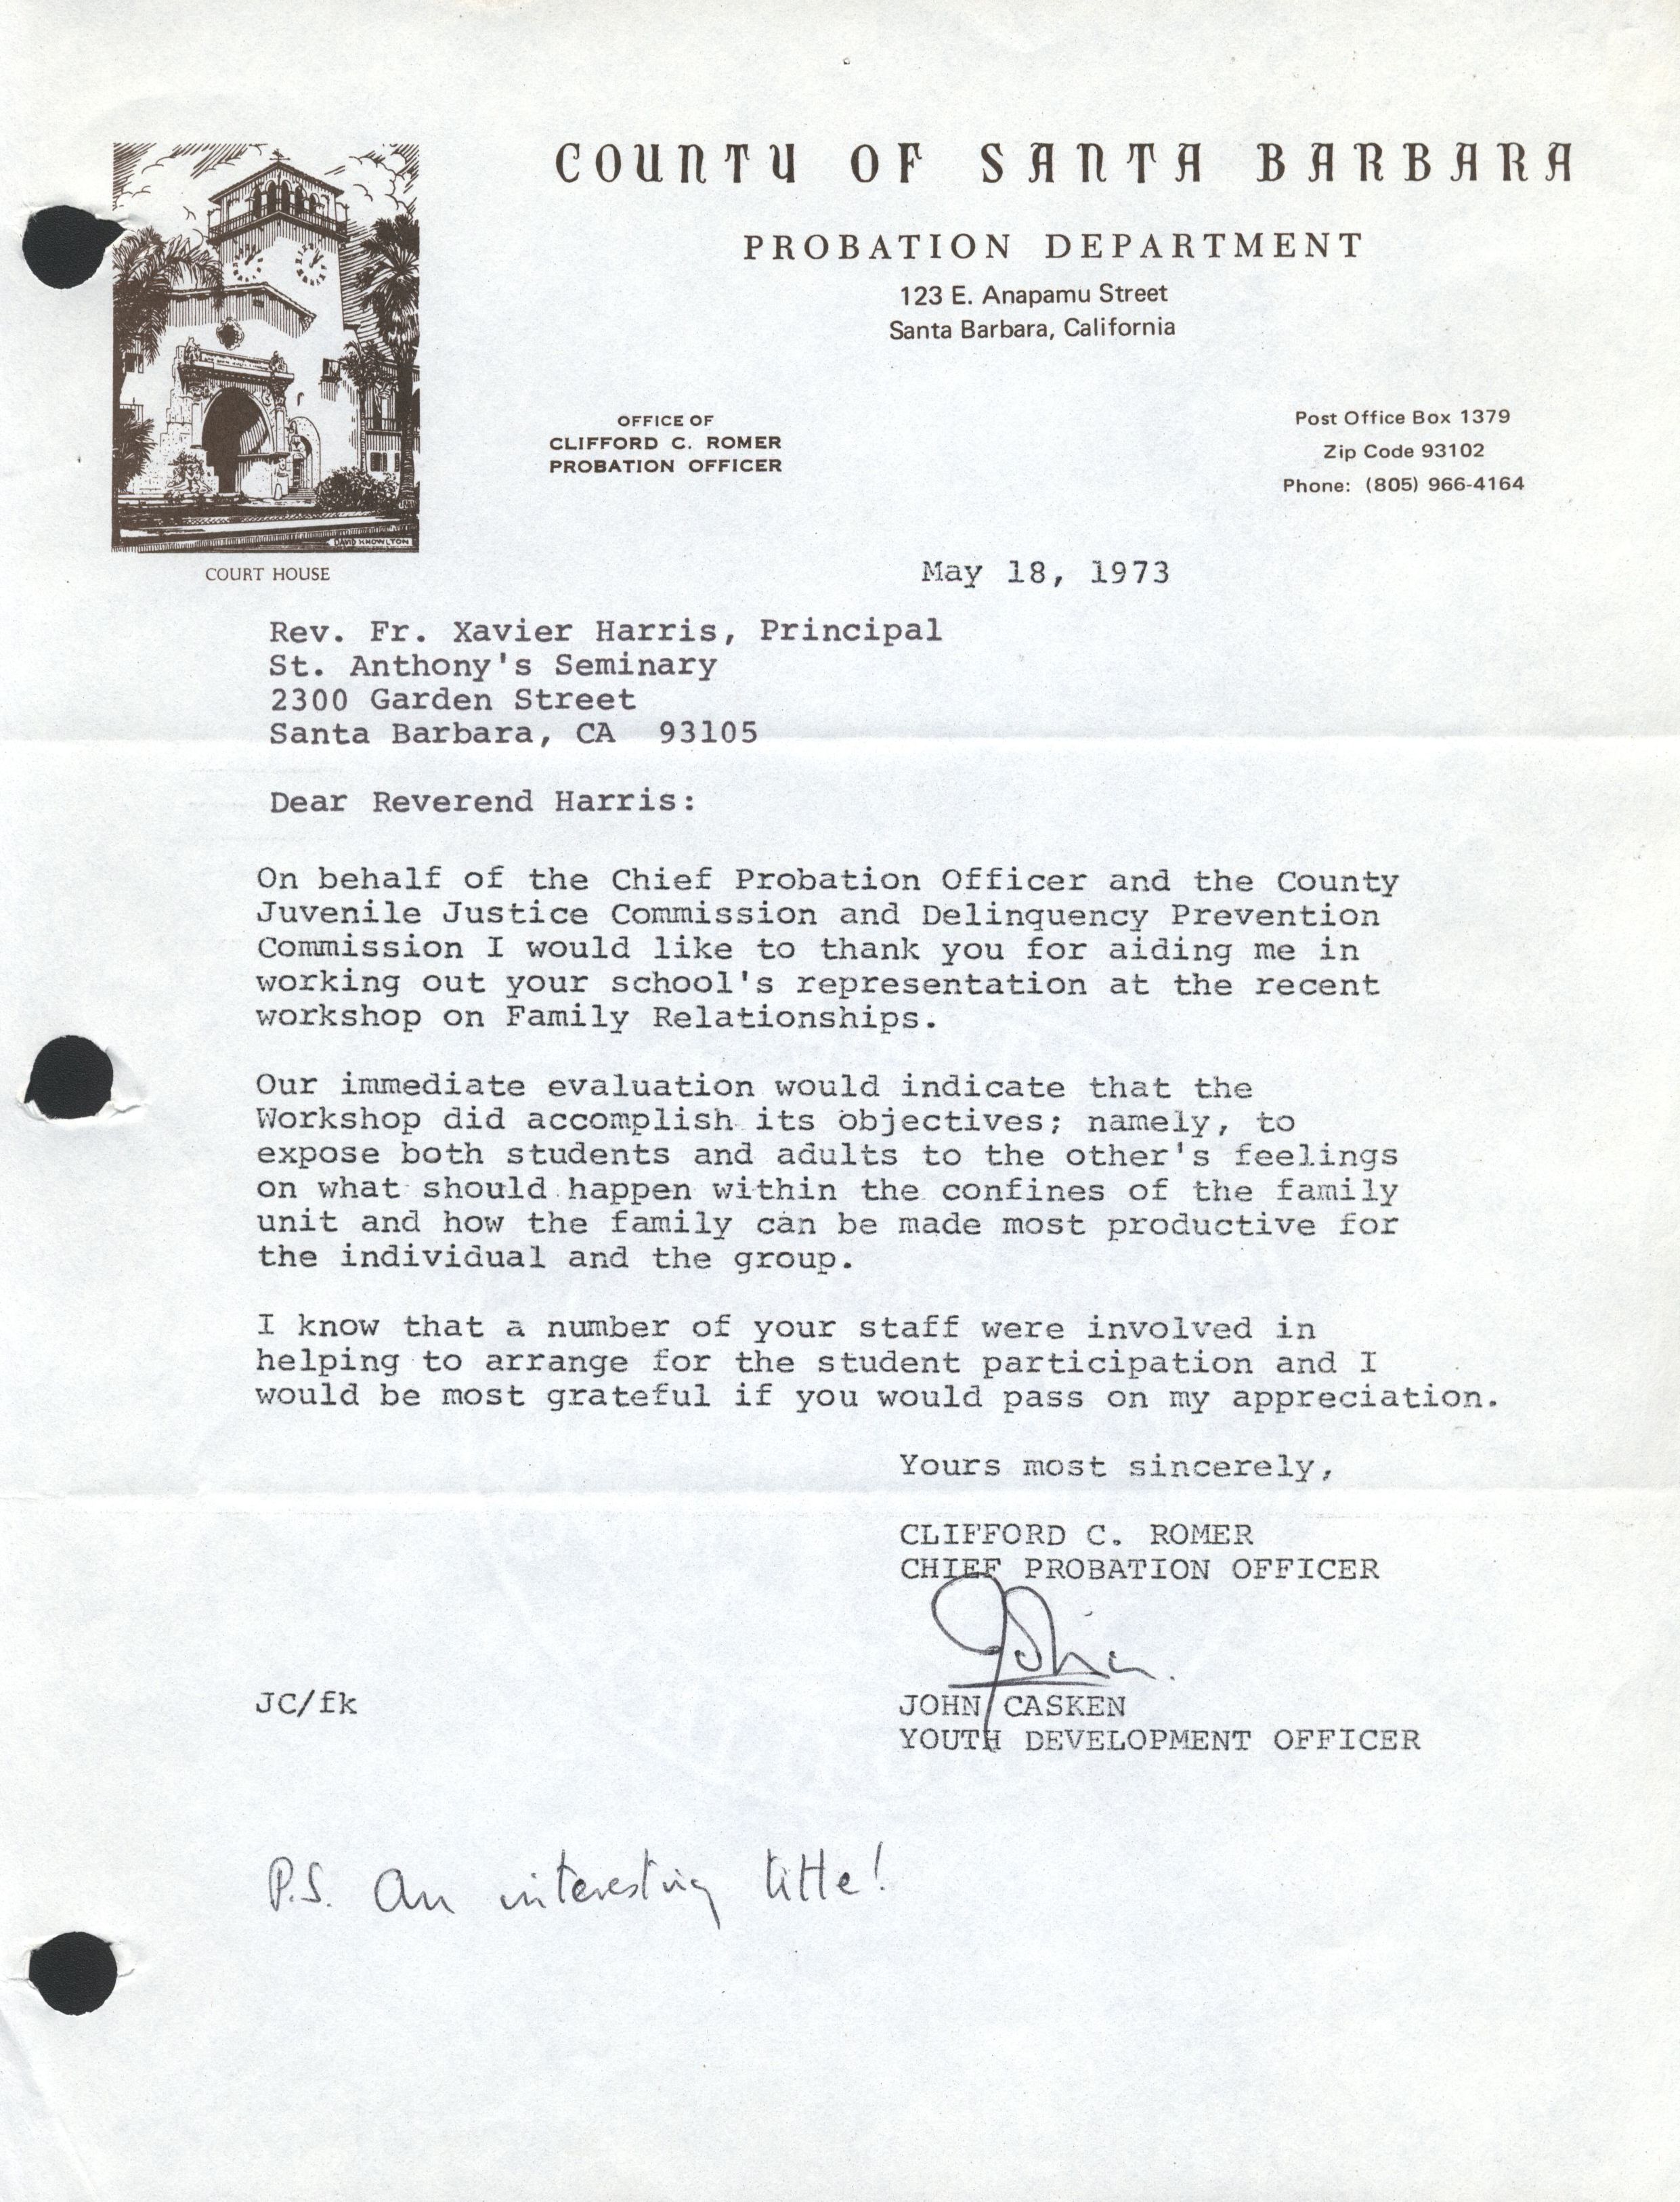 COUNTY OF SANTA BARBARA
PROBATION DEPARTMENT
123 E. Anapamu Street
Santa Barbara, California
OFFICE OF
CLIFFORD C. ROMER
PROBATION OFFICER
Post Office Box 1379
Zip Code 93102
Phone: (805) 966-4164
DAVID KNOWLTON
COURT HOUSE
May 18, 1973
Rev. Fr. Xavier Harris, Principal
St. Anthony's Seminary
2300 Garden Street
Santa Barbara, CA 93105
Dear Reverend Harris:
On behalf of the Chief Probation Officer and the County
Juvenile Justice Commission and Delinquency Prevention
Commission I would like to thank you for aiding me in
working out your school's representation at the recent
workshop on Family Relationships.
Our immediate evaluation would indicate that the
Workshop did accomplish its objectives; namely, to
expose both students and adults to the other's feelings
on what should happen within the confines of the family
unit and how the family can be made most productive for
the individual and the group.
I know that a number of your staff were involved in
helping to arrange for the student participation and I
would be most grateful if you would pass on my appreciation.
Yours most sincerely,
CLIFFORD C. ROMER
CHIEF PROBATION OFFICER
John
JC/fk
JOHN CASKEN
YOUTH DEVELOPMENT OFFICER
P.S. An interesting title!